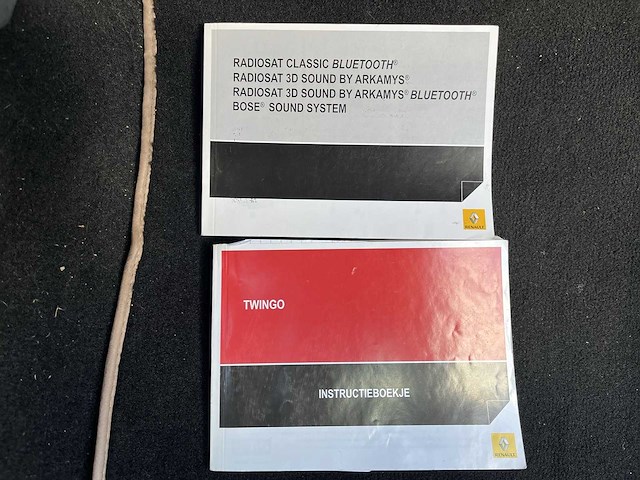 RADIOSAT CLASSIC BLUETOOTH®
RADIOSAT 3D SOUND BY ARKAMYS®
RADIOSAT 3D SOUND BY ARKAMYS® BLUETOOTH®
BOSE® SOUND SYSTEM
RENAULT
TWINGO
INSTRUCTIEBOEKJE
RENAULT